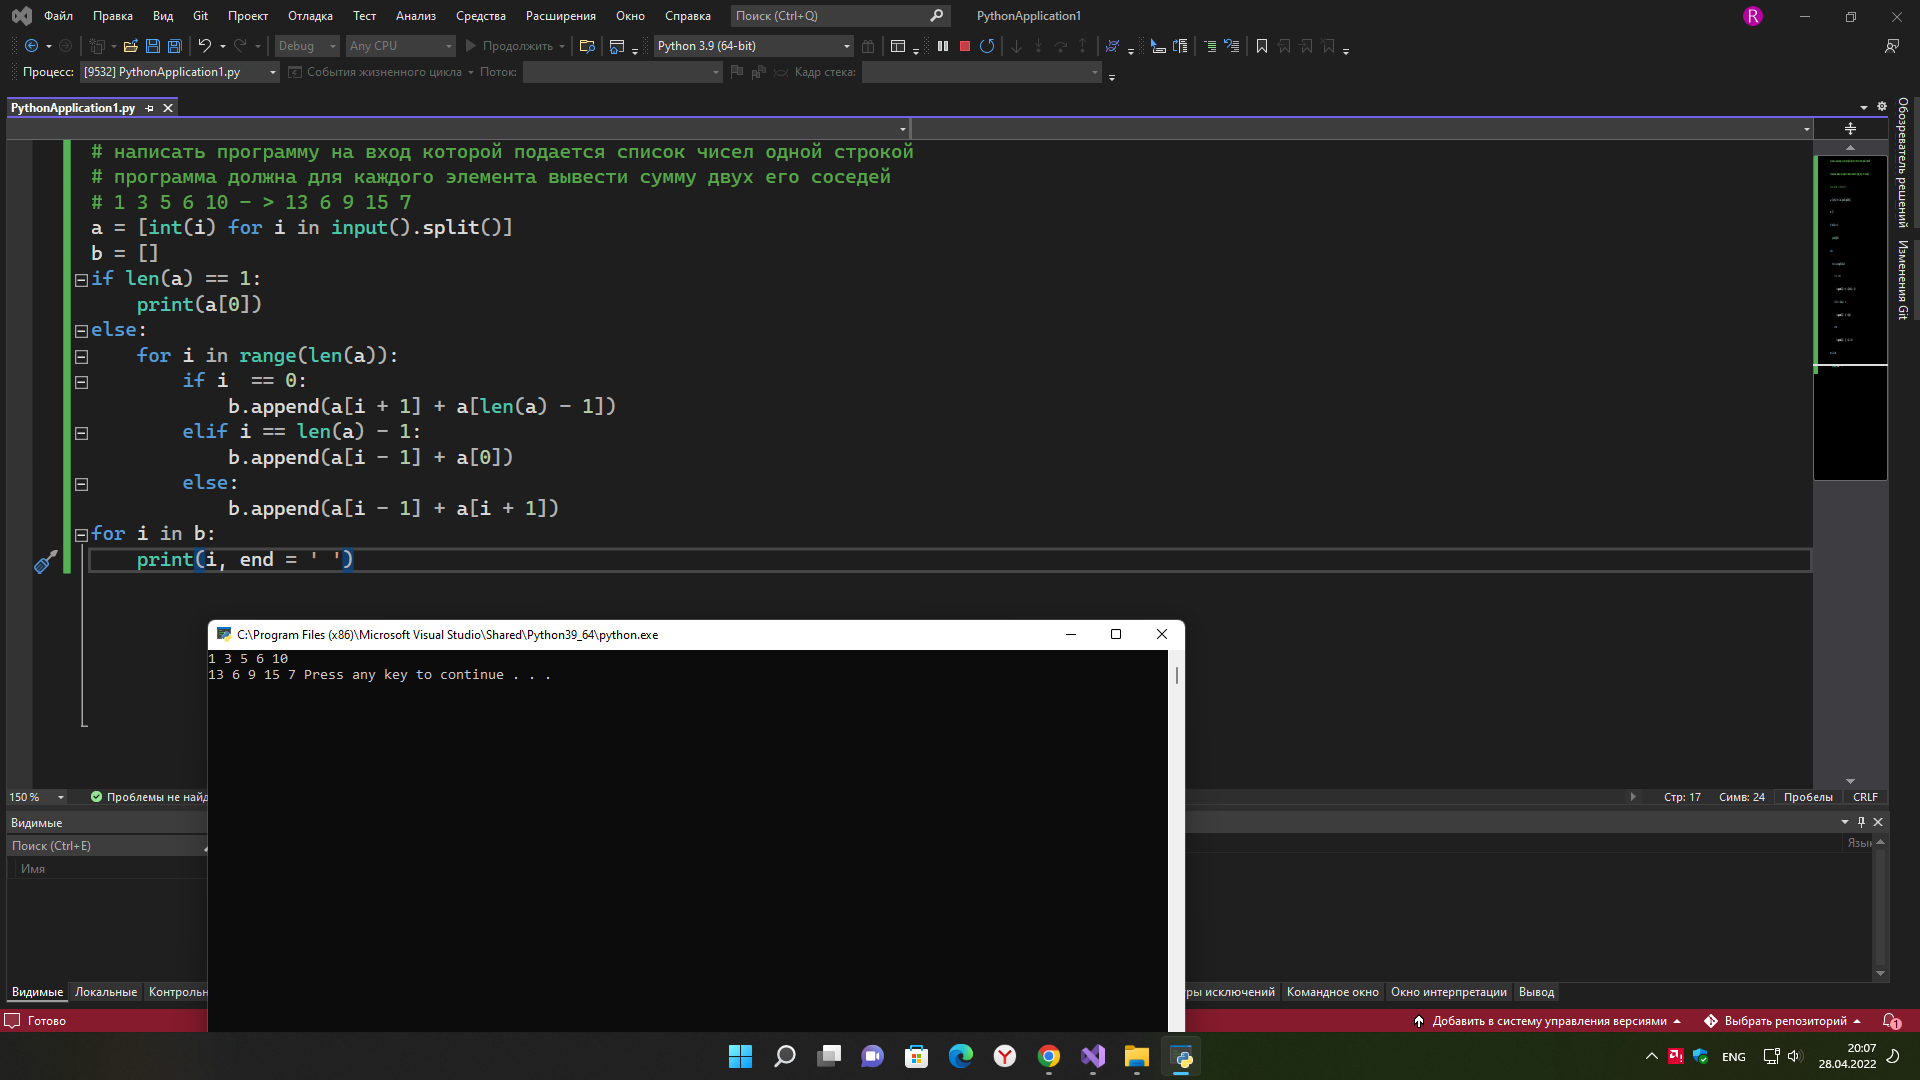 Файл Правка Вид Git Проект Отладка Тест Анализ Средства Расширения Окно Справка Поиск (Ctrl+Q) PythonApplication1 R
Debug Any CPU Продолжить Python 3.9 (64-bit)
Процесс: [9532] PythonApplication1.py События жизненного цикла Поток: Кадр стека:
PythonApplication1.py
# написать программу на вход которой подается список чисел одной строкой
# программа должна для каждого элемента вывести сумму двух его соседей
# 1 3 5 6 10 - > 13 6 9 15 7
a = [int(i) for i in input().split()]
b = []
if len(a) == 1:
    print(a[0])
else:
    for i in range(len(a)):
        if i  == 0:
            b.append(a[i + 1] + a[len(a) - 1])
        elif i == len(a) - 1:
            b.append(a[i - 1] + a[0])
        else:
            b.append(a[i - 1] + a[i + 1])
for i in b:
    print(i, end = ' ')
Обозреватель решений
Изменения Git
C:\Program Files (x86)\Microsoft Visual Studio\Shared\Python39_64\python.exe
1 3 5 6 10
13 6 9 15 7 Press any key to continue . . .
150 % Проблемы не найд Стр: 17 Симв: 24 Пробелы CRLF
Видимые
Поиск (Ctrl+E) Язык
Имя
Видимые Локальные Контрольн ры исключений Командное окно Окно интерпретации Вывод
Готово Добавить в систему управления версиями Выбрать репозиторий 1
ENG 20:07
28.04.2022